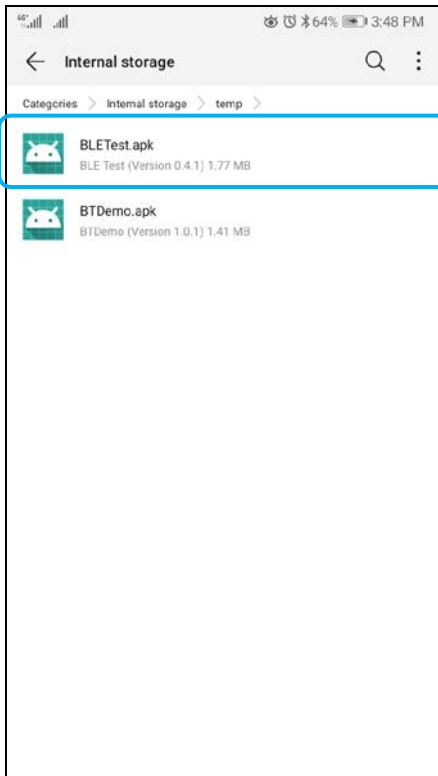 4G 64% 3:48 PM
Internal storage
Categories > Internal storage > temp >
BLETest.apk
BLE Test (Version 0.4.1) 1.77 MB
BTDemo.apk
BTDemo (Version 1.0.1) 1.41 MB